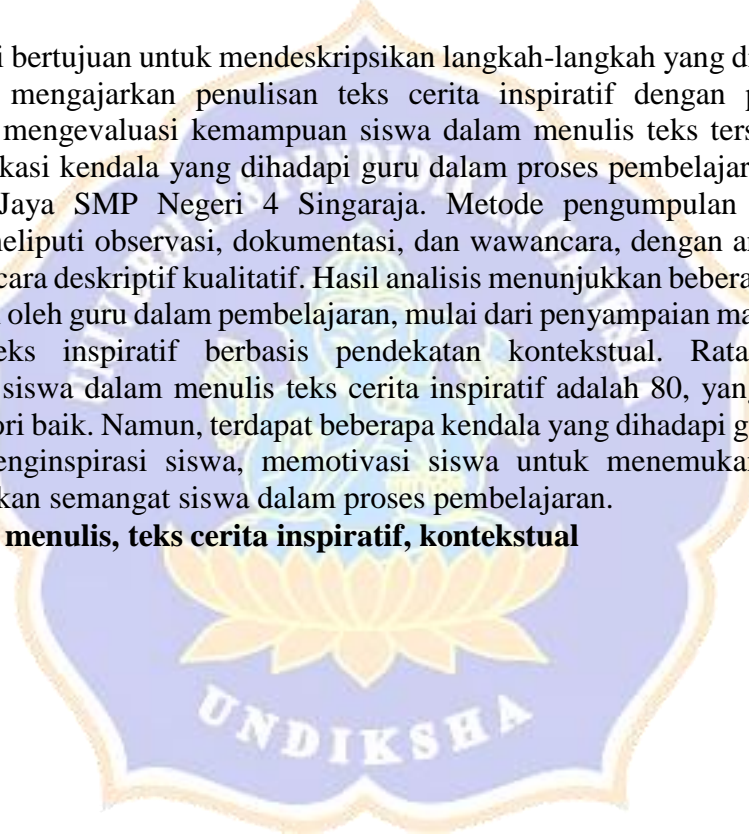 i bertujuan untuk mendeskripsikan langkah-langkah yang di
mengajarkan penulisan teks cerita inspiratif dengan p
mengevaluasi kemampuan siswa dalam menulis teks ters
kasi kendala yang dihadapi guru dalam proses pembelajar
Jaya SMP Negeri 4 Singaraja. Metode pengumpulan
meliputi observasi, dokumentasi, dan wawancara, dengan an
cara deskriptif kualitatif. Hasil analisis menunjukkan bebera
oleh guru dalam pembelajaran, mulai dari penyampaian ma
eks inspiratif berbasis pendekatan kontekstual. Rata
siswa dalam menulis teks cerita inspiratif adalah 80, yang
ori baik. Namun, terdapat beberapa kendala yang dihadapi g
enginspirasi siswa, memotivasi siswa untuk menemukan
kan semangat siswa dalam proses pembelajaran.
menulis, teks cerita inspiratif, kontekstual
UNDIKSHA